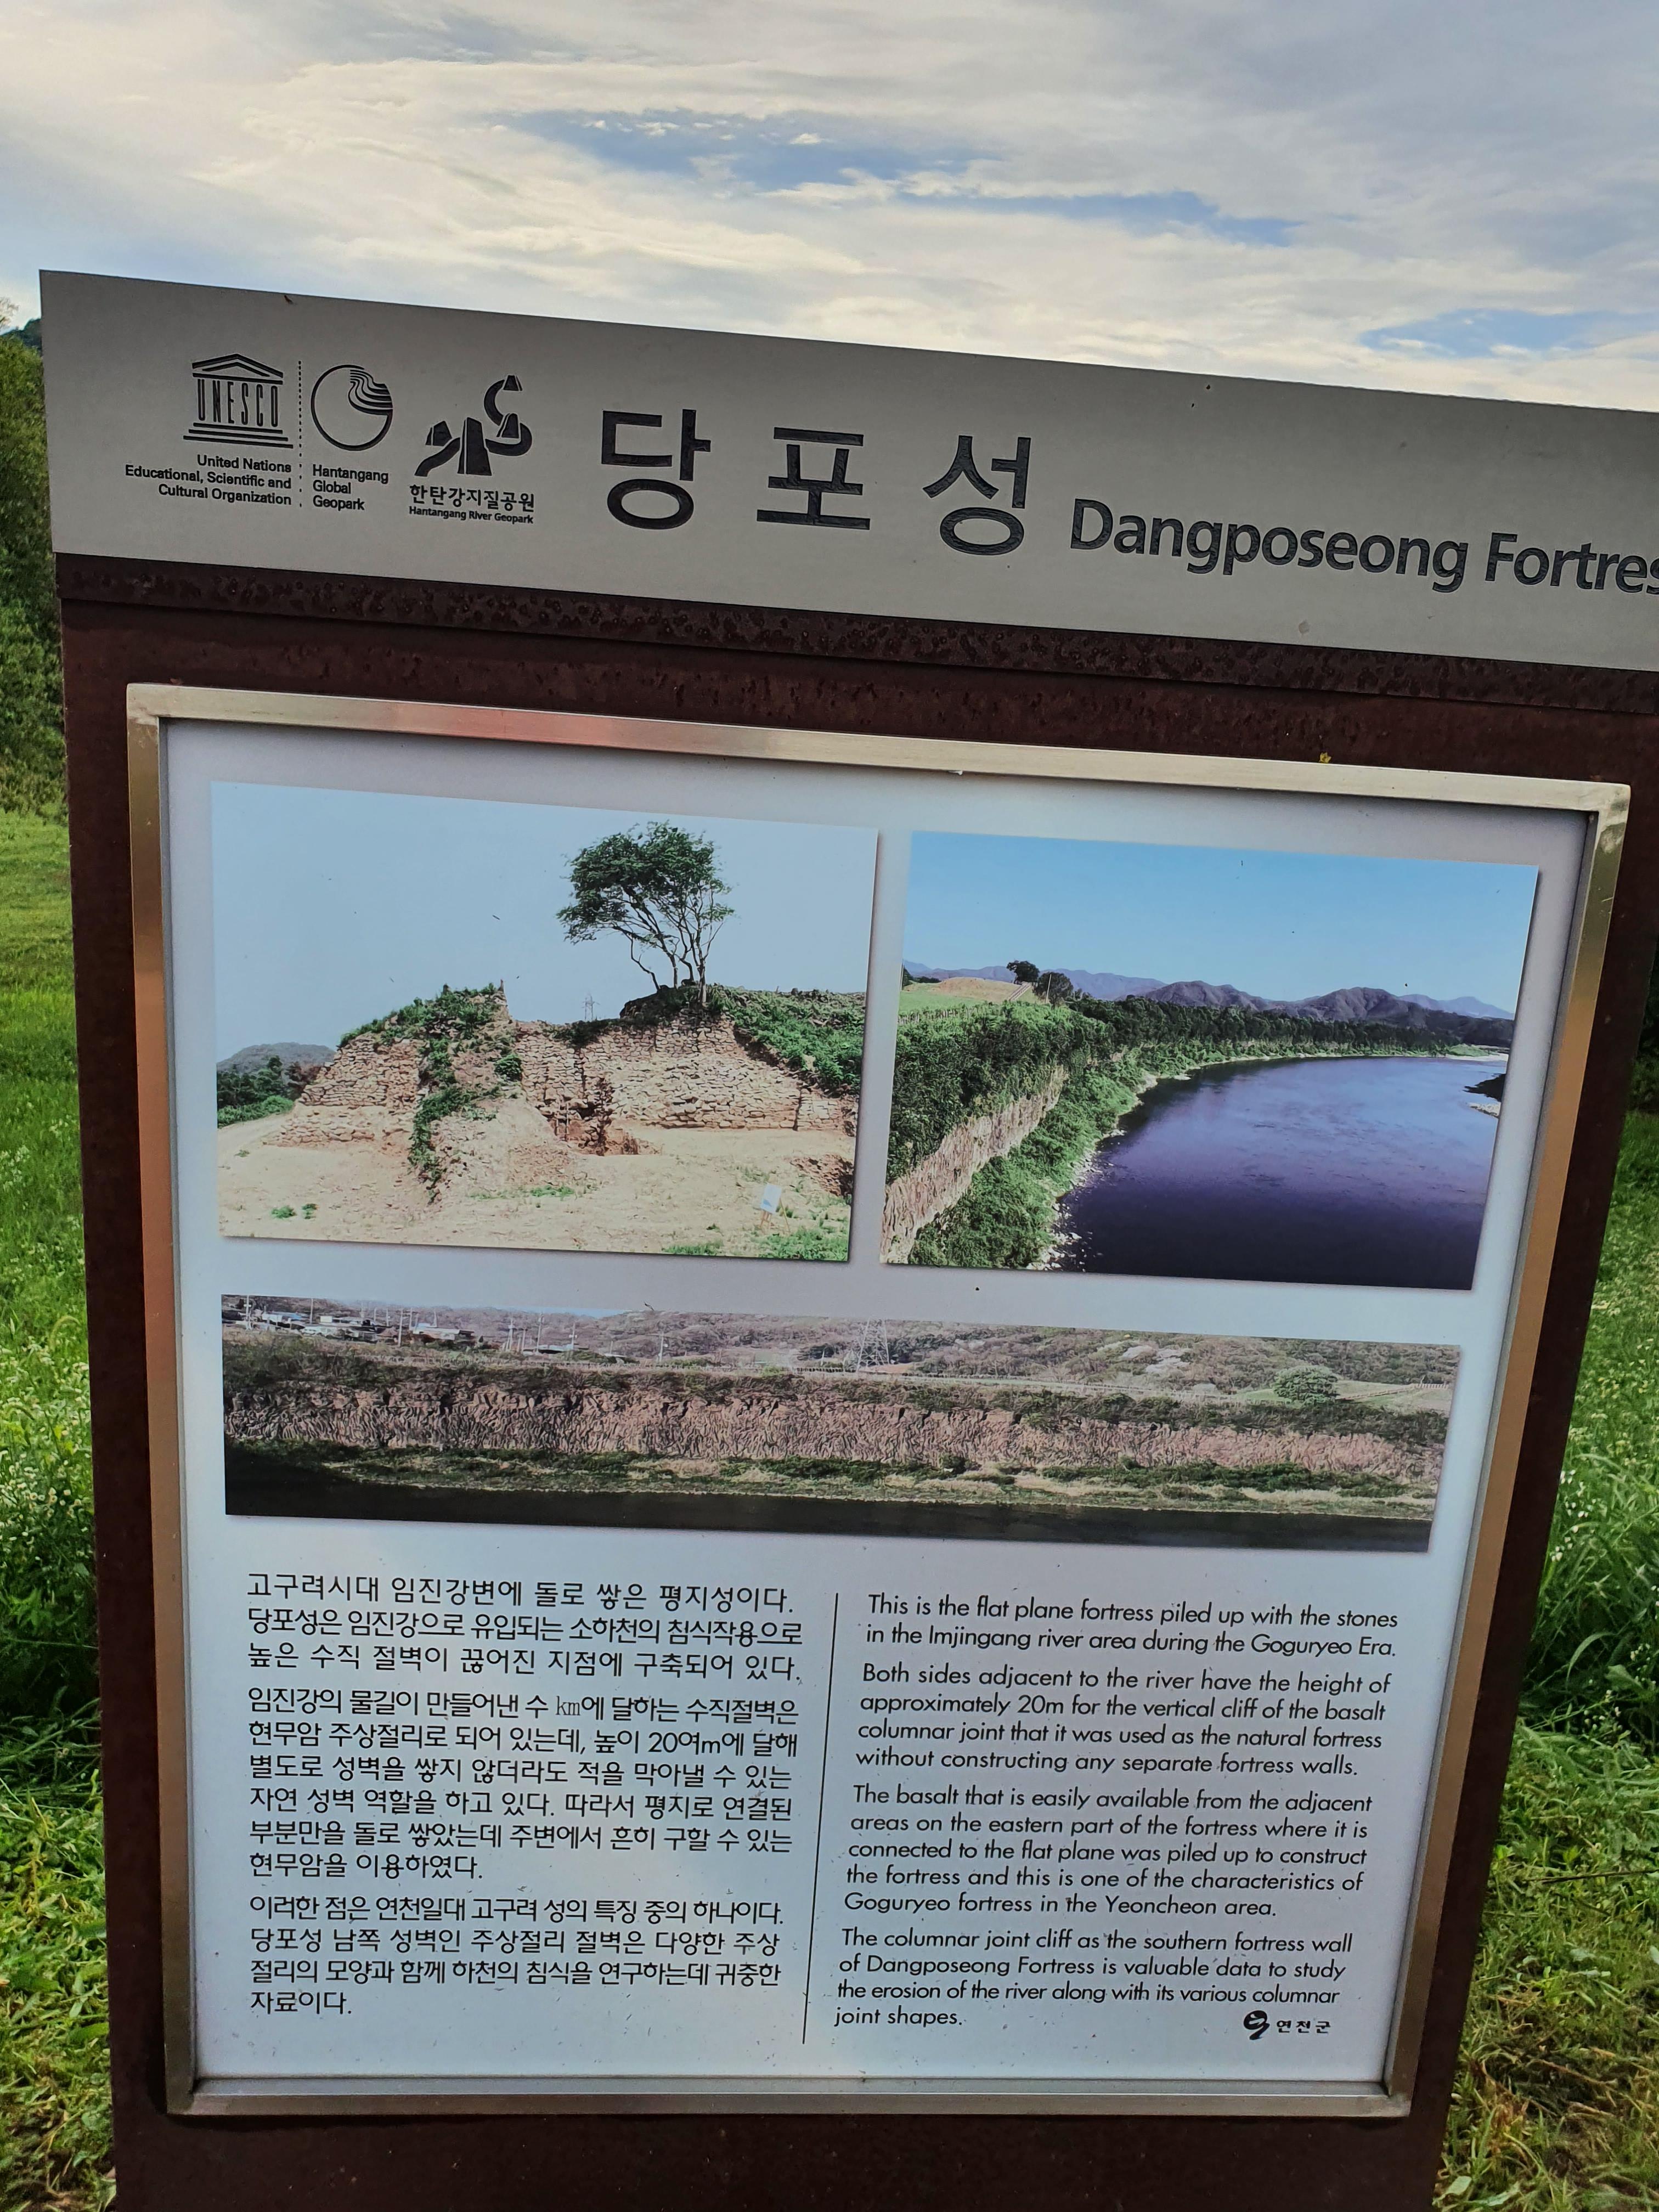 UNESCO
United Nations
Educational, Scientific and
Cultural Organization
Hantangang
Global
Geopark
한탄강지질공원
Hantangang River Geopark
당포성 Dangposeong Fortres
고구려시대 임진강변에 돌로 쌓은 평지성이다.
당포성은 임진강으로 유입되는 소하천의 침식작용으로
높은 수직 절벽이 끊어진 지점에 구축되어 있다.
임진강의 물길이 만들어낸 수 ㎞에 달하는 수직절벽은
현무암 주상절리로 되어 있는데, 높이 20여m에 달해
별도로 성벽을 쌓지 않더라도 적을 막아낼 수 있는
자연 성벽 역할을 하고 있다. 따라서 평지로 연결된
부분만을 돌로 쌓았는데 주변에서 흔히 구할 수 있는
현무암을 이용하였다.
이러한 점은 연천일대 고구려 성의 특징 중의 하나이다.
당포성 남쪽 성벽인 주상절리 절벽은 다양한 주상
절리의 모양과 함께 하천의 침식을 연구하는데 귀중한
자료이다.
This is the flat plane fortress piled up with the stones
in the Imjingang river area during the Goguryeo Era.
Both sides adjacent to the river have the height of
approximately 20m for the vertical cliff of the basalt
columnar joint that it was used as the natural fortress
without constructing any separate fortress walls.
The basalt that is easily available from the adjacent
areas on the eastern part of the fortress where it is
connected to the flat plane was piled up to construct
the fortress and this is one of the characteristics of
Goguryeo fortress in the Yeoncheon area.
The columnar joint cliff as the southern fortress wall
of Dangposeong Fortress is valuable data to study
the erosion of the river along with its various columnar
joint shapes.
연천군